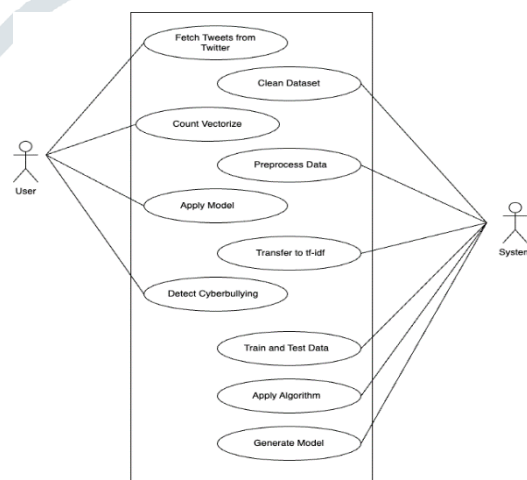 Fetch Tweets from
Twitter
Clean Dataset
Count Vectorize
Preprocess Data
User
Apply Model
System
Transfer to tf-idf
Detect Cyberbullying
Train and Test Data
Apply Algorithm
Generate Model